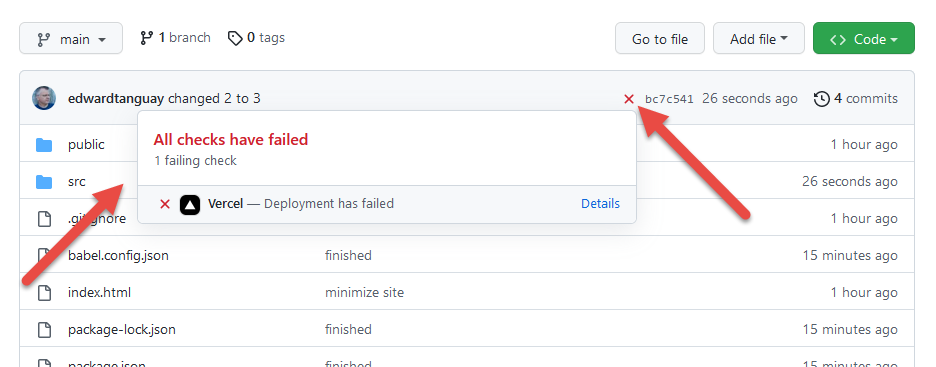 main 1 branch 0 tags Go to file Add file Code
edwardtanguay changed 2 to 3 bc7c541 26 seconds ago 4 commits
All checks have failed
1 failing check
Vercel — Deployment has failed Details
public 1 hour ago
src 26 seconds ago
.gitignore 1 hour ago
babel.config.json finished 15 minutes ago
index.html minimize site 1 hour ago
package-lock.json finished 15 minutes ago
package.json finished 15 minutes ago